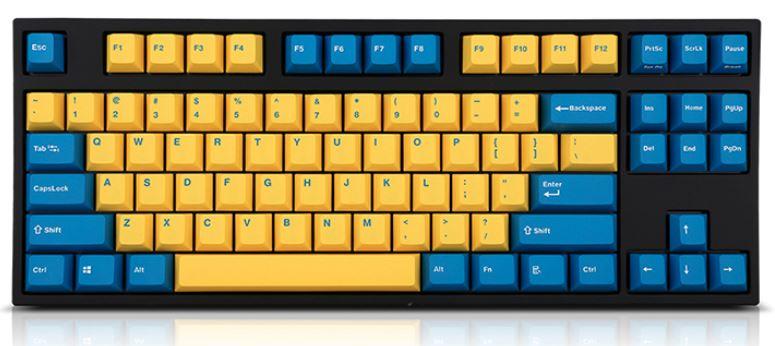 Esc F1 F2 F3 F4 F5 F6 F7 F8 F9 F10 F11 F12 PrtSc ScrLk Pause
~ ! @ # $ % ^ & * ( ) _ + 
` 1 2 3 4 5 6 7 8 9 0 - = ←Backspace Ins Home PgUp
Tab Q W E R T Y U I O P { } | Del End PgDn
[ ] \
CapsLock A S D F G H J K L : " Enter
; '
⇧ Shift Z X C V B N M < > ? ⇧ Shift ↑
, . /
Ctrl Alt Alt Fn Ctrl ← ↓ →